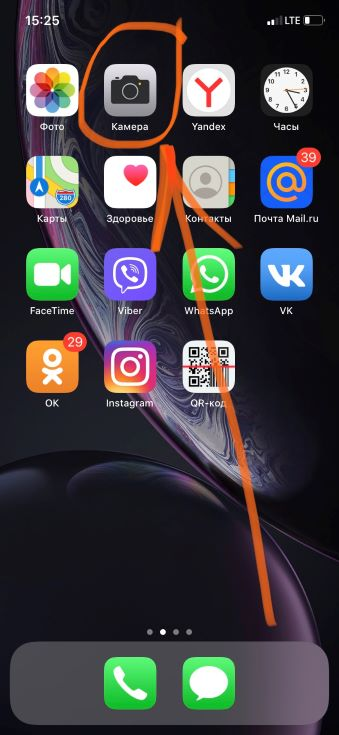 15:25 LTE
Фото Камера Yandex Часы
39
Карты Здоровье Контакты Почта Mail.ru
280
FaceTime Viber WhatsApp VK
29
OK Instagram QR-код